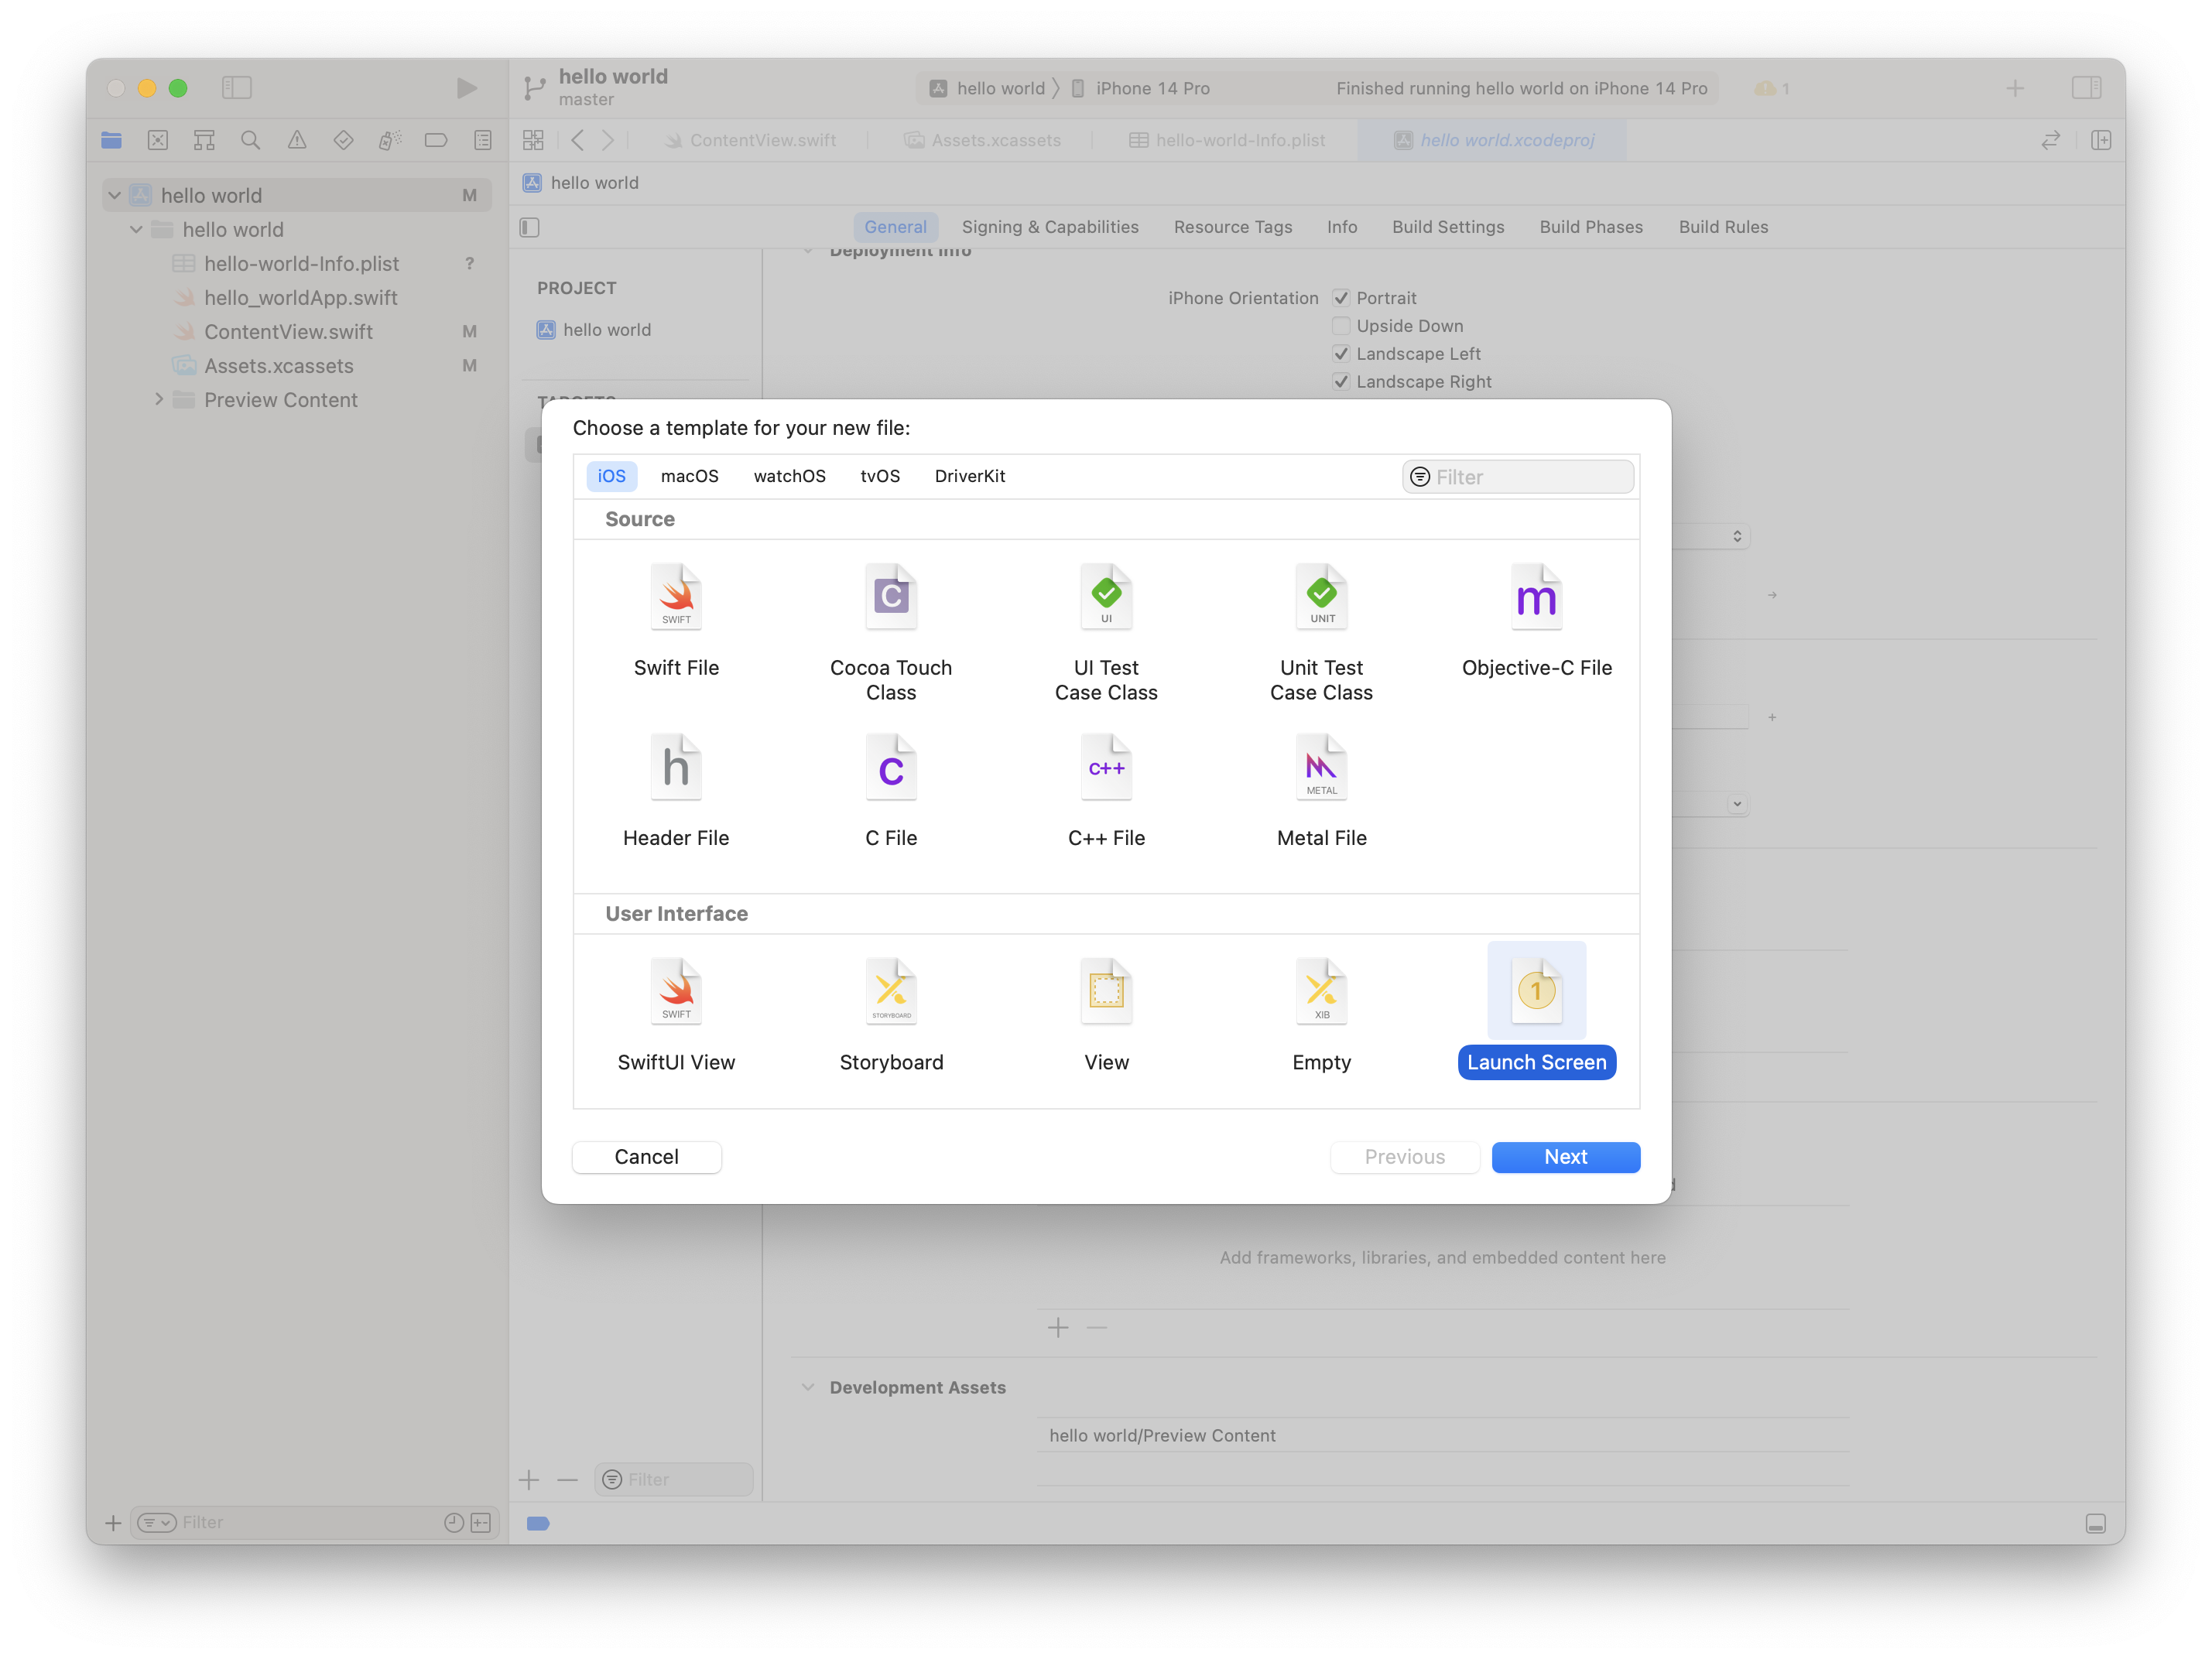 hello world
master
hello world
iPhone 14 Pro
Finished running hello world on iPhone 14 Pro
1
ContentView.swift
Assets.xcassets
hello-world-Info.plist
hello world.xcodeproj
hello world
General
Signing & Capabilities
Resource Tags
Info
Build Settings
Build Phases
Build Rules
hello world M
hello world
hello-world-Info.plist ?
hello_worldApp.swift
ContentView.swift M
Assets.xcassets M
Preview Content
PROJECT
hello world
TARGETS
Deployment Info
iPhone Orientation
Portrait
Upside Down
Landscape Left
Landscape Right
Choose a template for your new file:
iOS
macOS
watchOS
tvOS
DriverKit
Filter
Source
SWIFT
C
UI
UNIT
m
Swift File
Cocoa Touch
Class
UI Test
Case Class
Unit Test
Case Class
Objective-C File
h
C
C++
METAL
Header File
C File
C++ File
Metal File
User Interface
SWIFT
STORYBOARD
XIB
1
SwiftUI View
Storyboard
View
Empty
Launch Screen
Cancel
Previous
Next
Add frameworks, libraries, and embedded content here
Development Assets
hello world/Preview Content
Filter
Filter